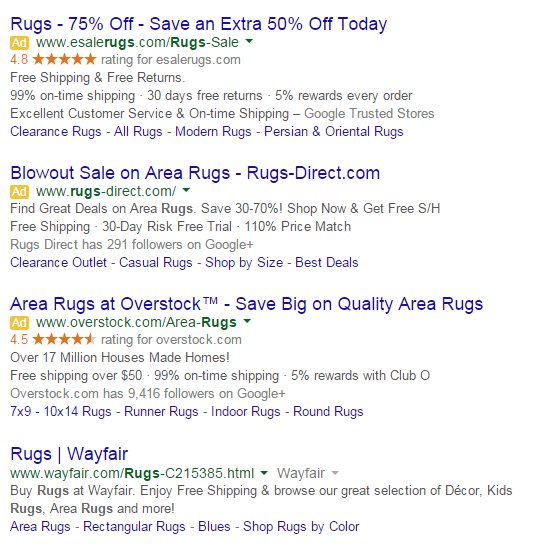 Rugs - 75% Off - Save an Extra 50% Off Today
Ad www.esalerugs.com/Rugs-Sale
4.8 ★★★★★ rating for esalerugs.com
Free Shipping & Free Returns.
99% on-time shipping · 30 days free returns · 5% rewards every order
Excellent Customer Service & On-time Shipping – Google Trusted Stores
Clearance Rugs - All Rugs - Modern Rugs - Persian & Oriental Rugs
Blowout Sale on Area Rugs - Rugs-Direct.com
Ad www.rugs-direct.com/
Find Great Deals on Area Rugs. Save 30-70%! Shop Now & Get Free S/H
Free Shipping · 30-Day Risk Free Trial · 110% Price Match
Rugs Direct has 291 followers on Google+
Clearance Outlet - Casual Rugs - Shop by Size - Best Deals
Area Rugs at Overstock™ - Save Big on Quality Area Rugs
Ad www.overstock.com/Area-Rugs
4.5 ★★★★★ rating for overstock.com
Over 17 Million Houses Made Homes!
Free shipping over $50 · 99% on-time shipping · 5% rewards with Club O
Overstock.com has 9,416 followers on Google+
7x9 - 10x14 Rugs - Runner Rugs - Indoor Rugs - Round Rugs
Rugs | Wayfair
www.wayfair.com/Rugs-C215385.html Wayfair
Buy Rugs at Wayfair. Enjoy Free Shipping & browse our great selection of Décor, Kids
Rugs, Area Rugs and more!
Area Rugs - Rectangular Rugs - Blues - Shop Rugs by Color